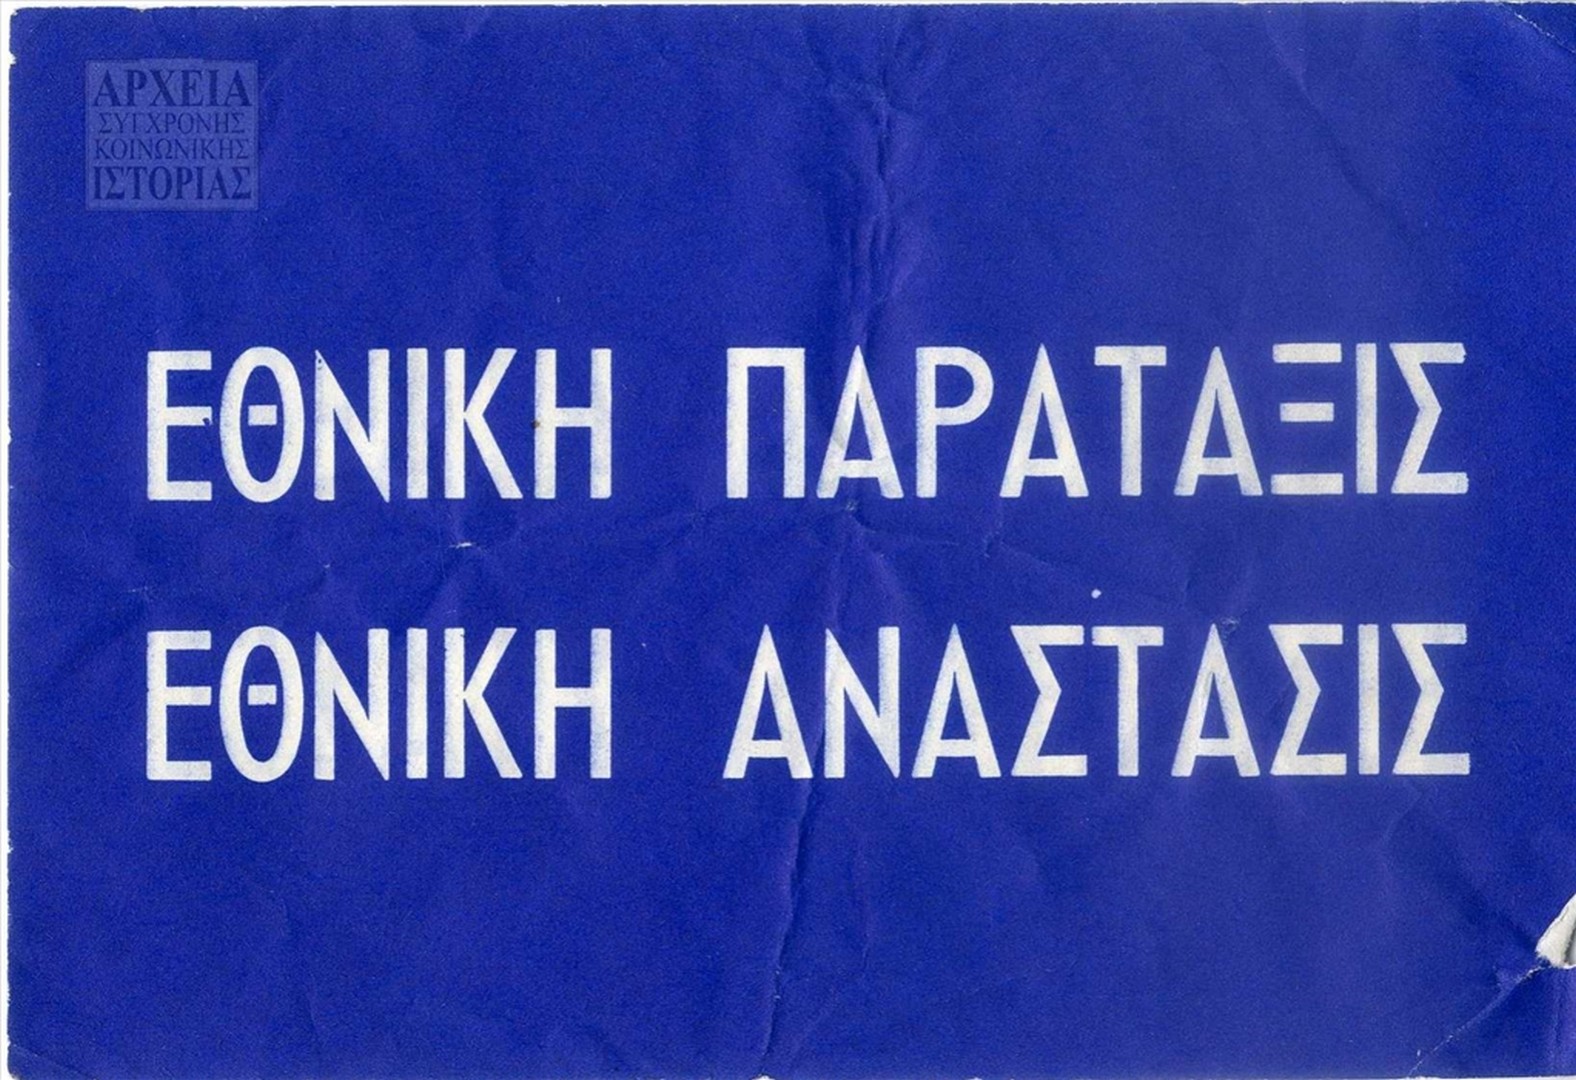 ΑΡΧΕΙΑ
ΣΥΓΧΡΟΝΗΣ
ΚΟΙΝΩΝΙΚΗΣ
ΙΣΤΟΡΙΑΣ
ΕΘΝΙΚΗ ΠΑΡΑΤΑΞΙΣ
ΕΘΝΙΚΗ ΑΝΑΣΤΑΣΙΣ